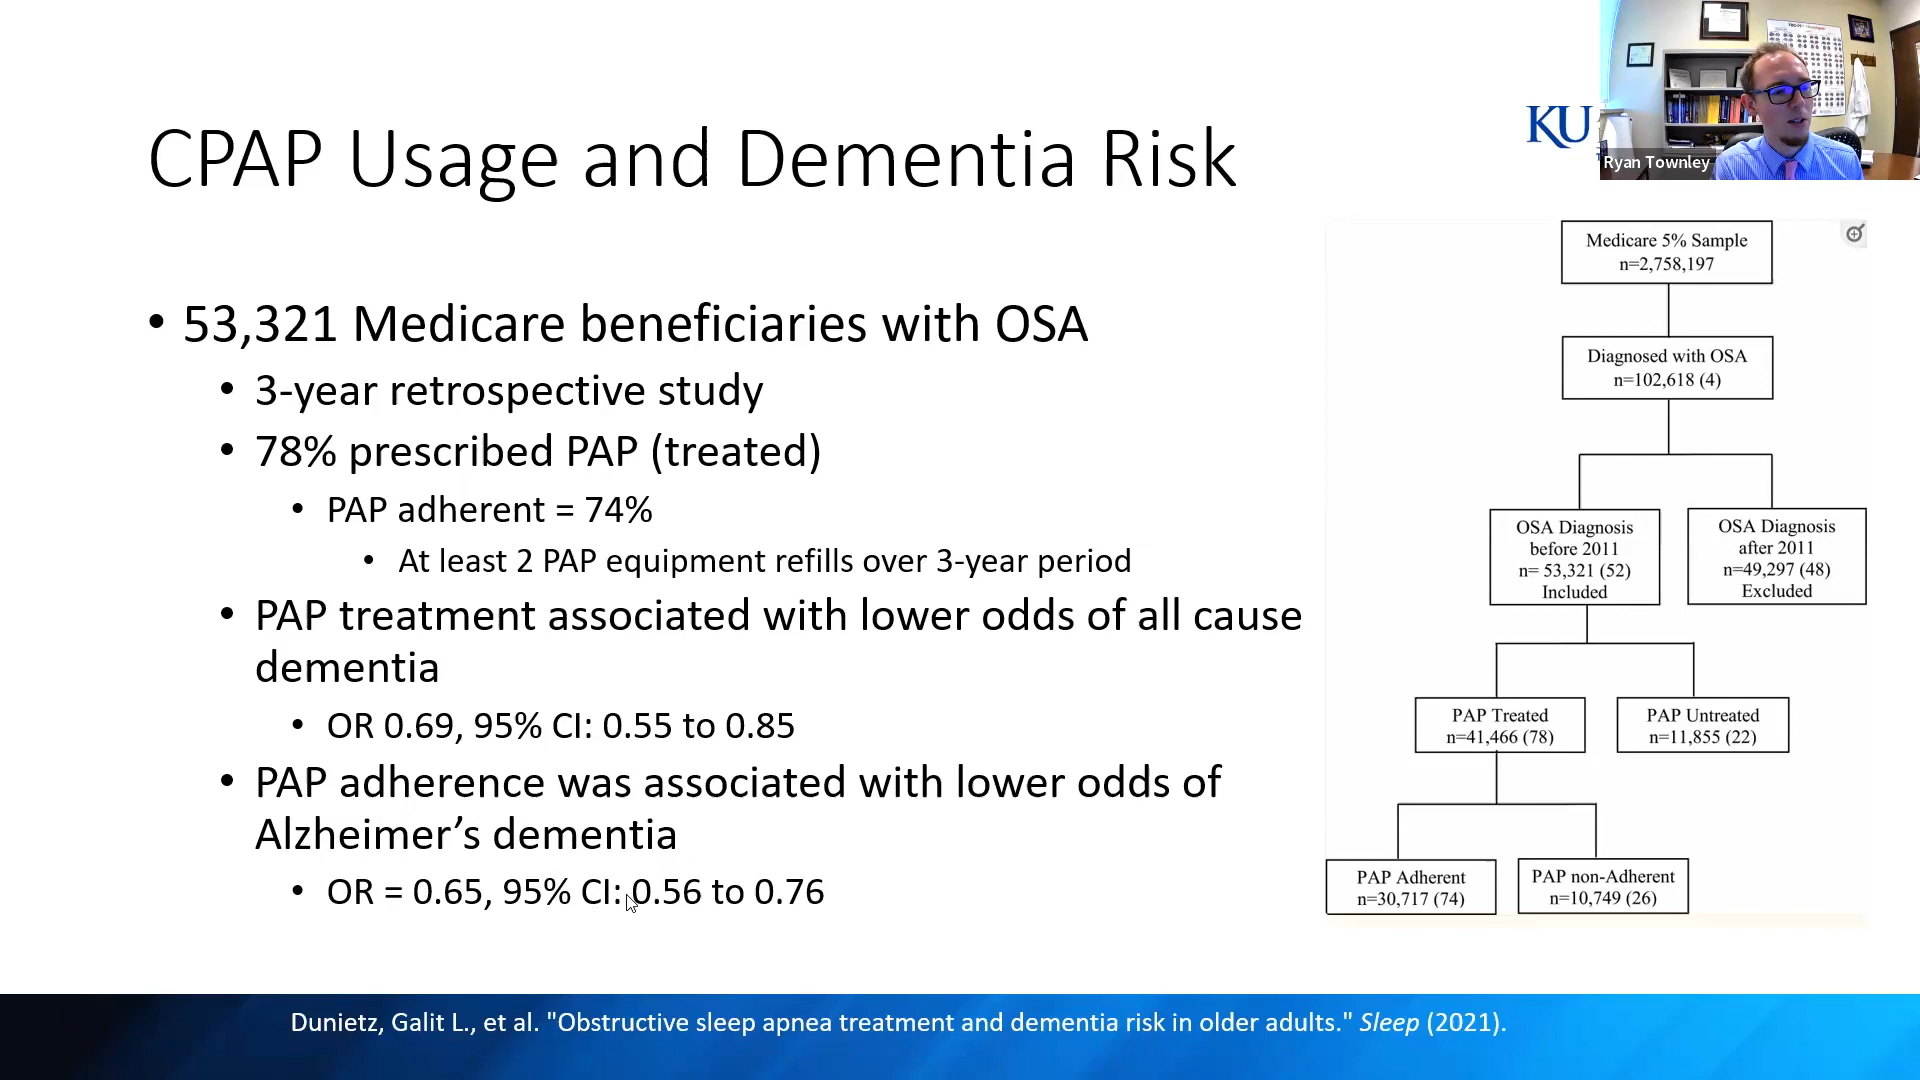 CPAP Usage and Dementia Risk
KU
Ryan Townley
• 53,321 Medicare beneficiaries with OSA
• 3-year retrospective study
• 78% prescribed PAP (treated)
• PAP adherent = 74%
• At least 2 PAP equipment refills over 3-year period
• PAP treatment associated with lower odds of all cause
dementia
• OR 0.69, 95% CI: 0.55 to 0.85
• PAP adherence was associated with lower odds of
Alzheimer’s dementia
• OR = 0.65, 95% CI: 0.56 to 0.76
Medicare 5% Sample
n=2,758,197
Diagnosed with OSA
n=102,618 (4)
OSA Diagnosis
before 2011
n= 53,321 (52)
Included
OSA Diagnosis
after 2011
n=49,297 (48)
Excluded
PAP Treated
n=41,466 (78)
PAP Untreated
n=11,855 (22)
PAP Adherent
n=30,717 (74)
PAP non-Adherent
n=10,749 (26)
Dunietz, Galit L., et al. "Obstructive sleep apnea treatment and dementia risk in older adults." Sleep (2021).